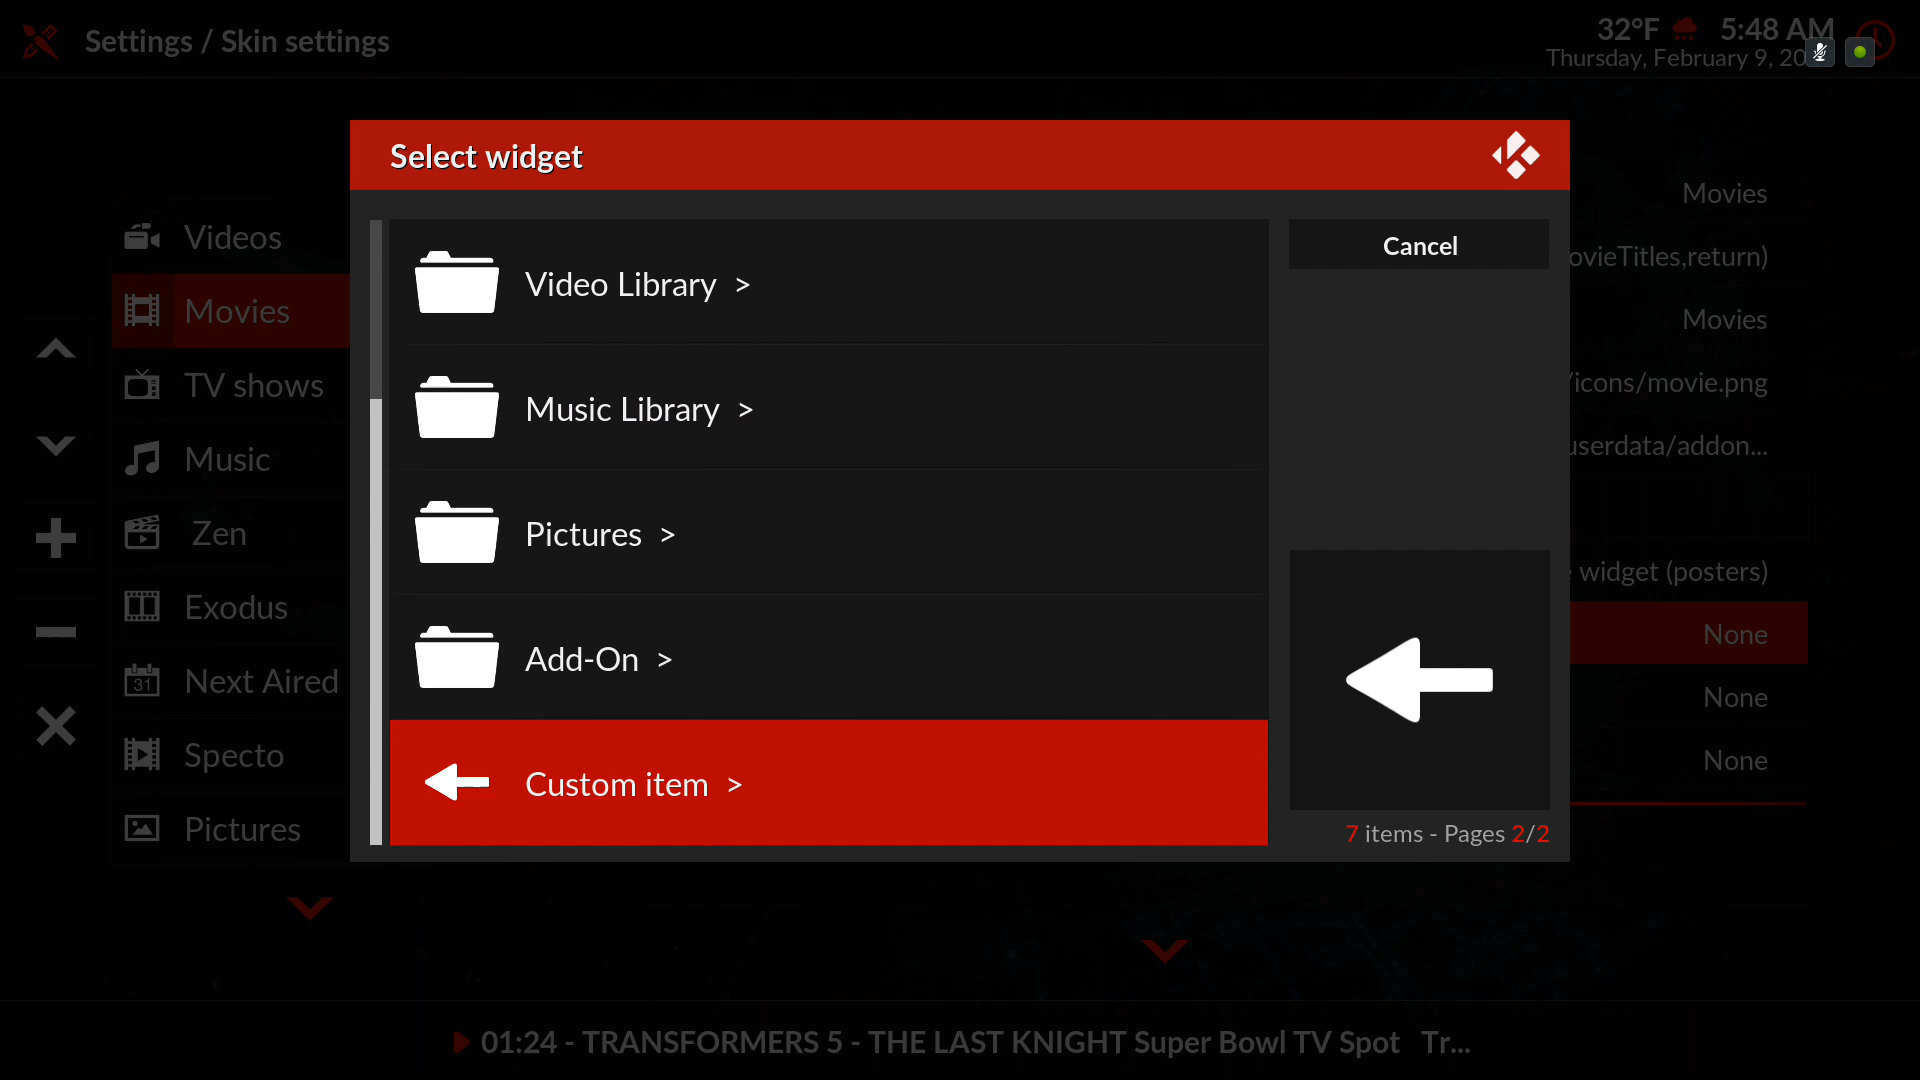 Settings / Skin settings
32°F 5:48 AM
Thursday, February 9, 20
Select widget
Videos
Movies
TV shows
Music
Zen
Exodus
Next Aired
31
Specto
Pictures
Video Library >
Music Library >
Pictures >
Add-On >
Custom item >
Cancel
7 items - Pages 2/2
Movies
ovieTitles,return)
Movies
/icons/movie.png
userdata/addon...
widget (posters)
None
None
None
01:24 - TRANSFORMERS 5 - THE LAST KNIGHT Super Bowl TV Spot Tr...